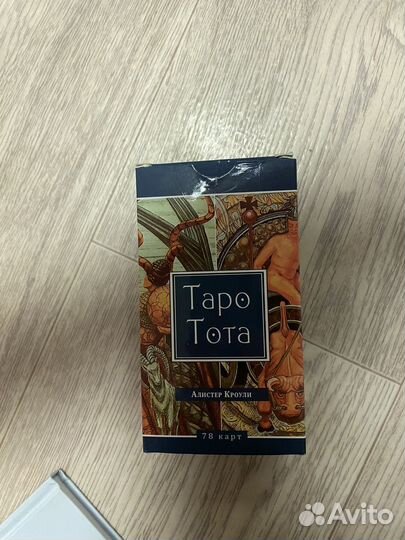 Таро
Тота
Алистер Кроули
78 карт
Avito